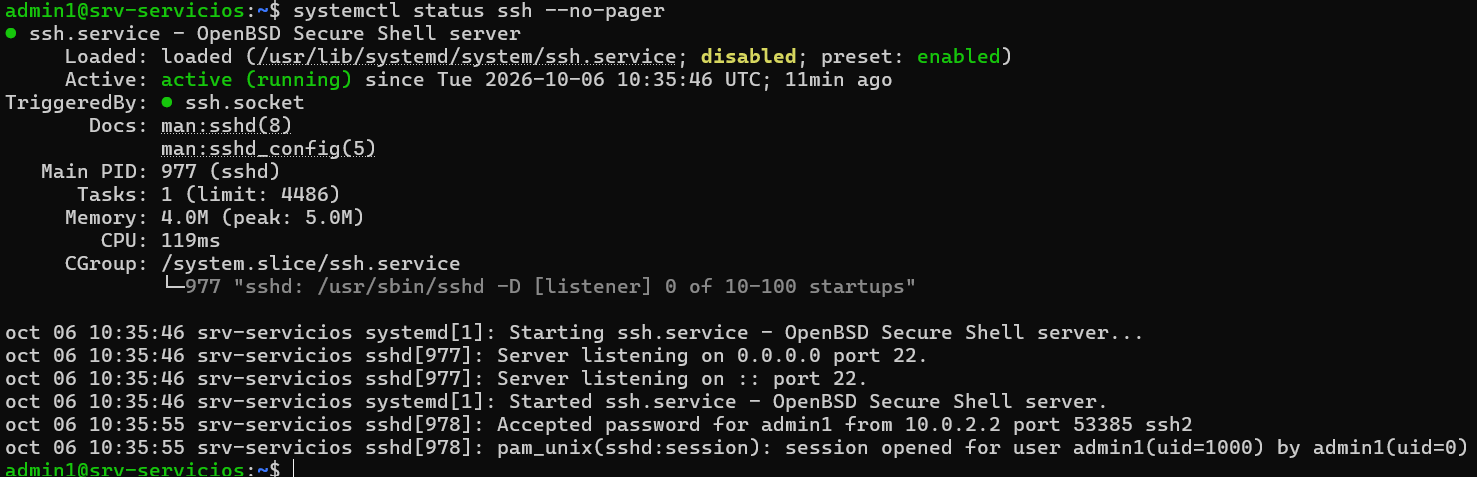 admin1@srv-servicios:~$ systemctl status ssh --no-pager
● ssh.service - OpenBSD Secure Shell server
     Loaded: loaded (/usr/lib/systemd/system/ssh.service; disabled; preset: enabled)
     Active: active (running) since Tue 2026-10-06 10:35:46 UTC; 11min ago
TriggeredBy: ● ssh.socket
       Docs: man:sshd(8)
             man:sshd_config(5)
   Main PID: 977 (sshd)
      Tasks: 1 (limit: 4486)
     Memory: 4.0M (peak: 5.0M)
        CPU: 119ms
     CGroup: /system.slice/ssh.service
             └─977 "sshd: /usr/sbin/sshd -D [listener] 0 of 10-100 startups"

oct 06 10:35:46 srv-servicios systemd[1]: Starting ssh.service - OpenBSD Secure Shell server...
oct 06 10:35:46 srv-servicios sshd[977]: Server listening on 0.0.0.0 port 22.
oct 06 10:35:46 srv-servicios sshd[977]: Server listening on :: port 22.
oct 06 10:35:46 srv-servicios systemd[1]: Started ssh.service - OpenBSD Secure Shell server.
oct 06 10:35:55 srv-servicios sshd[978]: Accepted password for admin1 from 10.0.2.2 port 53385 ssh2
oct 06 10:35:55 srv-servicios sshd[978]: pam_unix(sshd:session): session opened for user admin1(uid=1000) by admin1(uid=0)
admin1@srv-servicios:~$